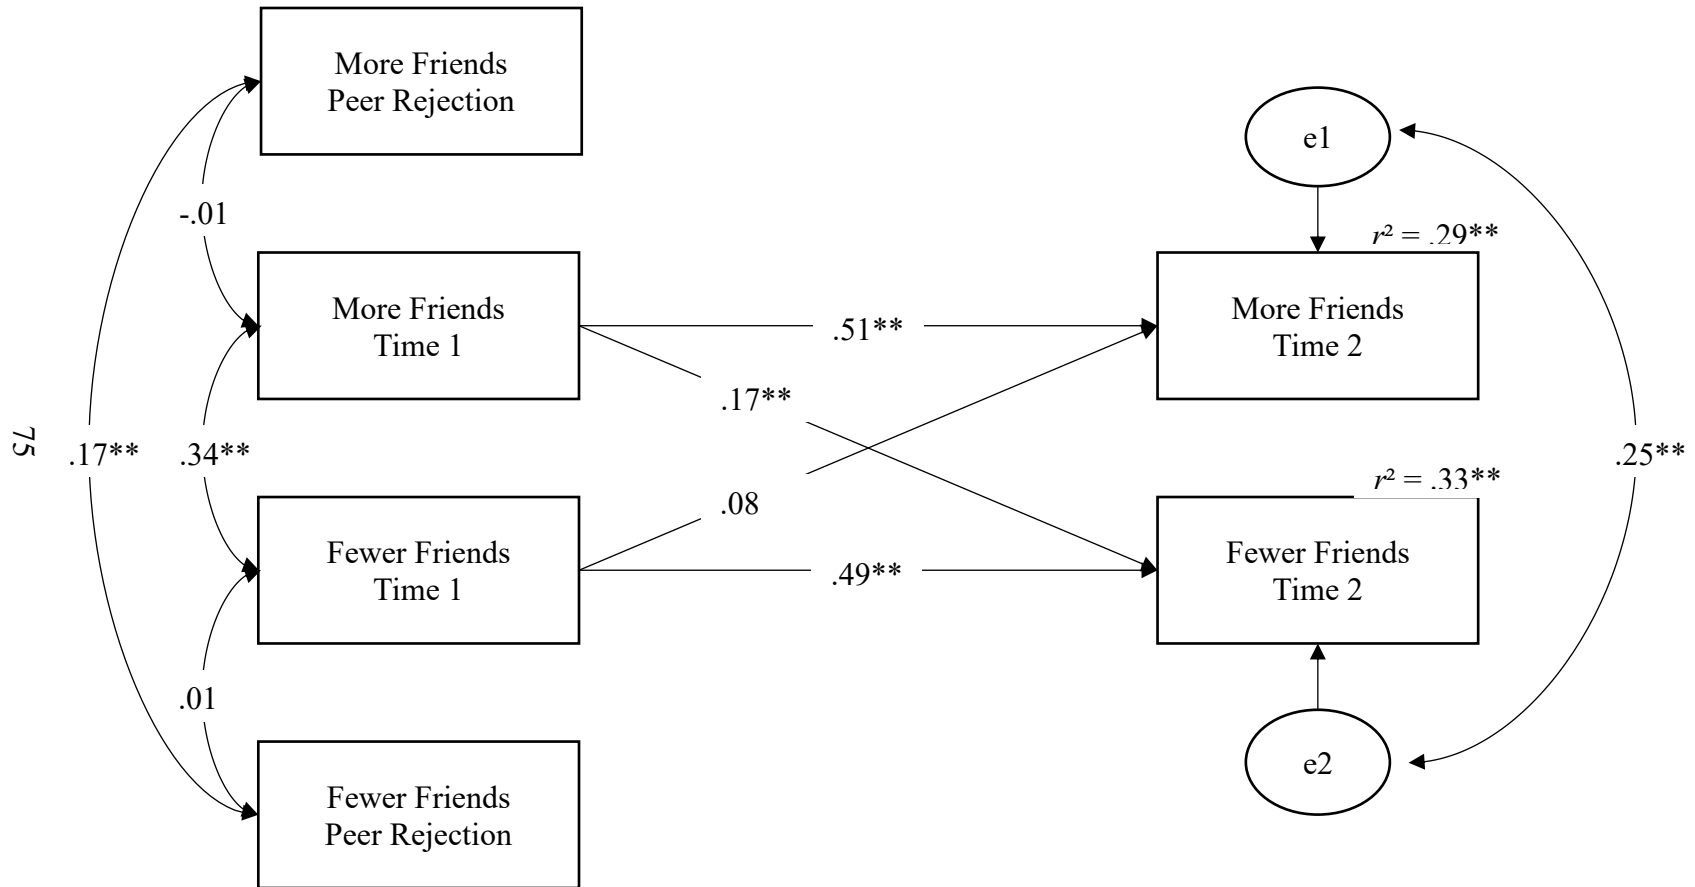 More Friends
Peer Rejection
e1
-.01
r² = .29**
More Friends
Time 1
.51**
More Friends
Time 2
.17**
75
.17**
.34**
.25**
r² = .33**
.08
Fewer Friends
Time 1
.49**
Fewer Friends
Time 2
.01
e2
Fewer Friends
Peer Rejection